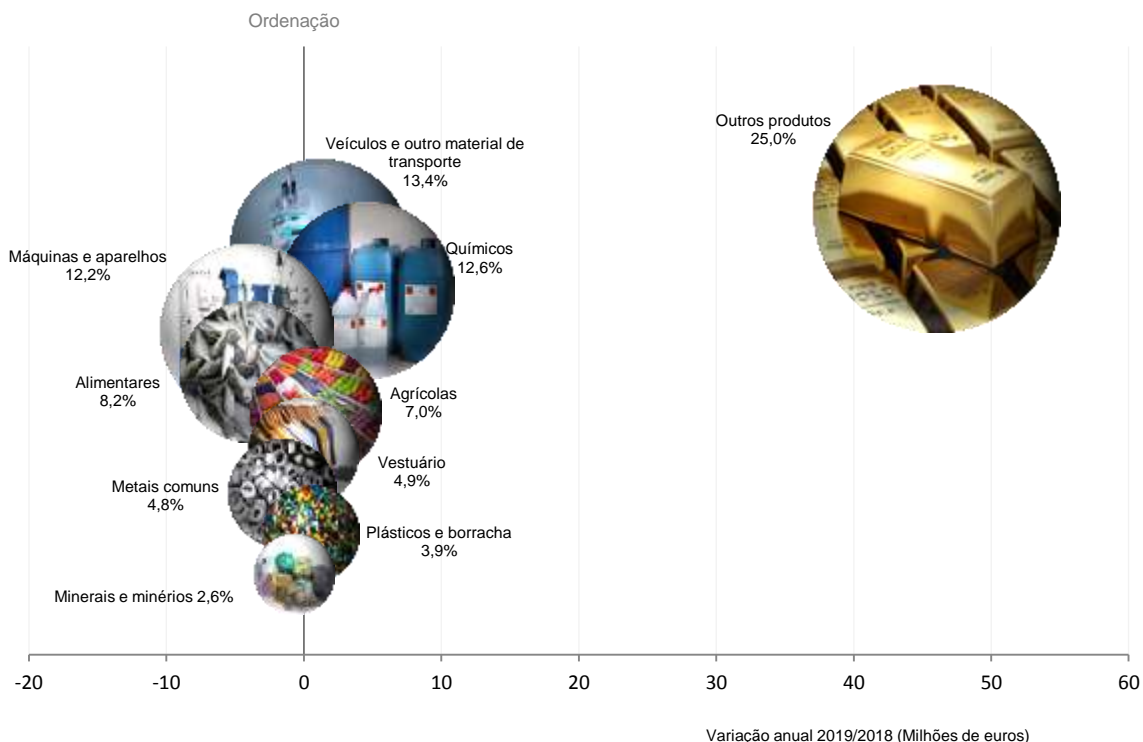 Ordenação
Outros produtos
25,0%
Veículos e outro material de
transporte
13,4%
Químicos
12,6%
Máquinas e aparelhos
12,2%
Alimentares
8,2%
Agrícolas
7,0%
Vestuário
4,9%
Metais comuns
4,8%
Plásticos e borracha
3,9%
Minerais e minérios 2,6%
-20 -10 0 10 20 30 40 50 60
Variação anual 2019/2018 (Milhões de euros)